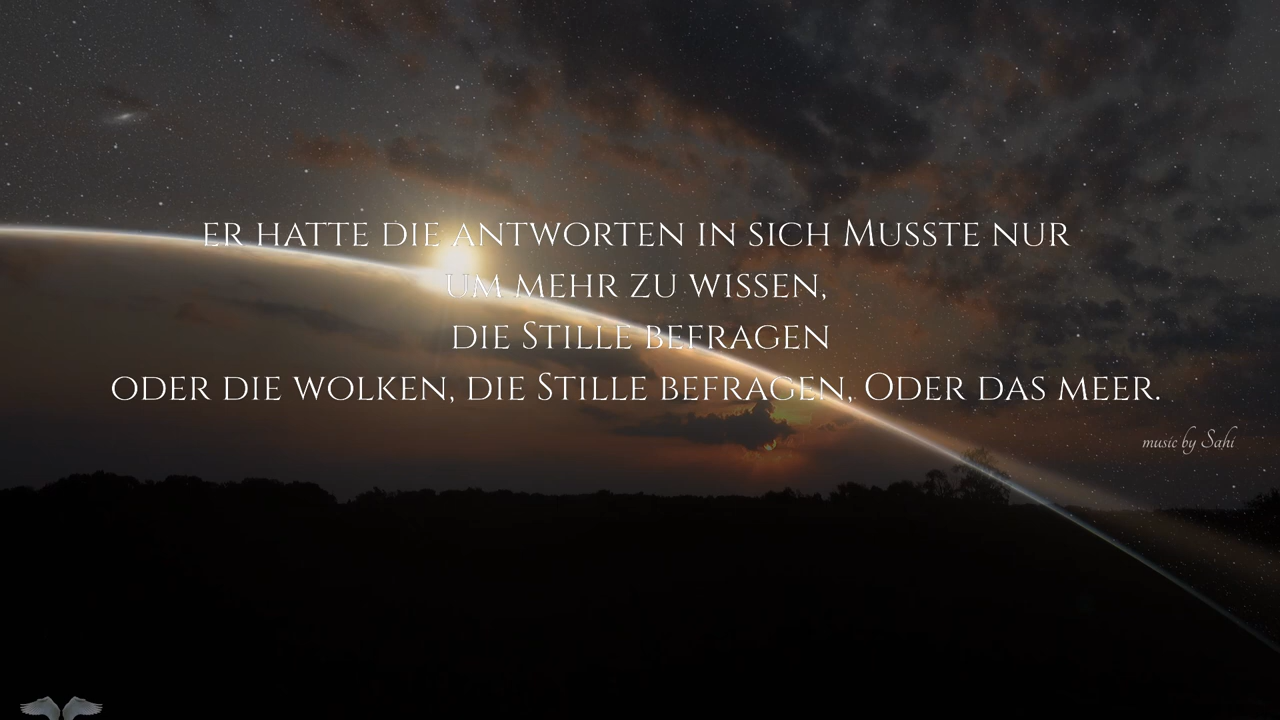 er hatte die antworten in sich Musste nur
um mehr zu wissen,
die Stille befragen
oder die wolken, die Stille befragen, Oder das meer.
music by Sahi